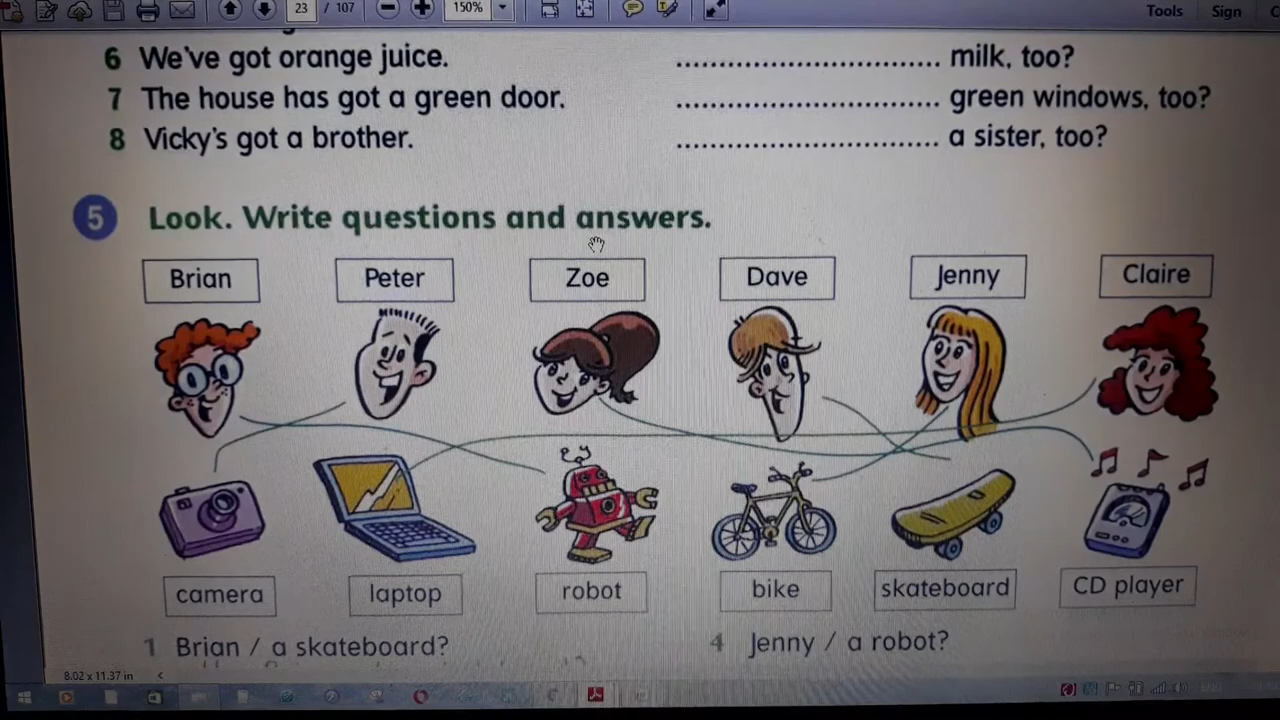 23 / 107
150%
Tools Sign
6 We've got orange juice. .............................. milk, too?
7 The house has got a green door. .............................. green windows, too?
8 Vicky's got a brother. .............................. a sister, too?
5 Look. Write questions and answers.
Brian Peter Zoe Dave Jenny Claire
camera laptop robot bike skateboard CD player
1 Brian / a skateboard? 4 Jenny / a robot?
8.02 x 11.37 in